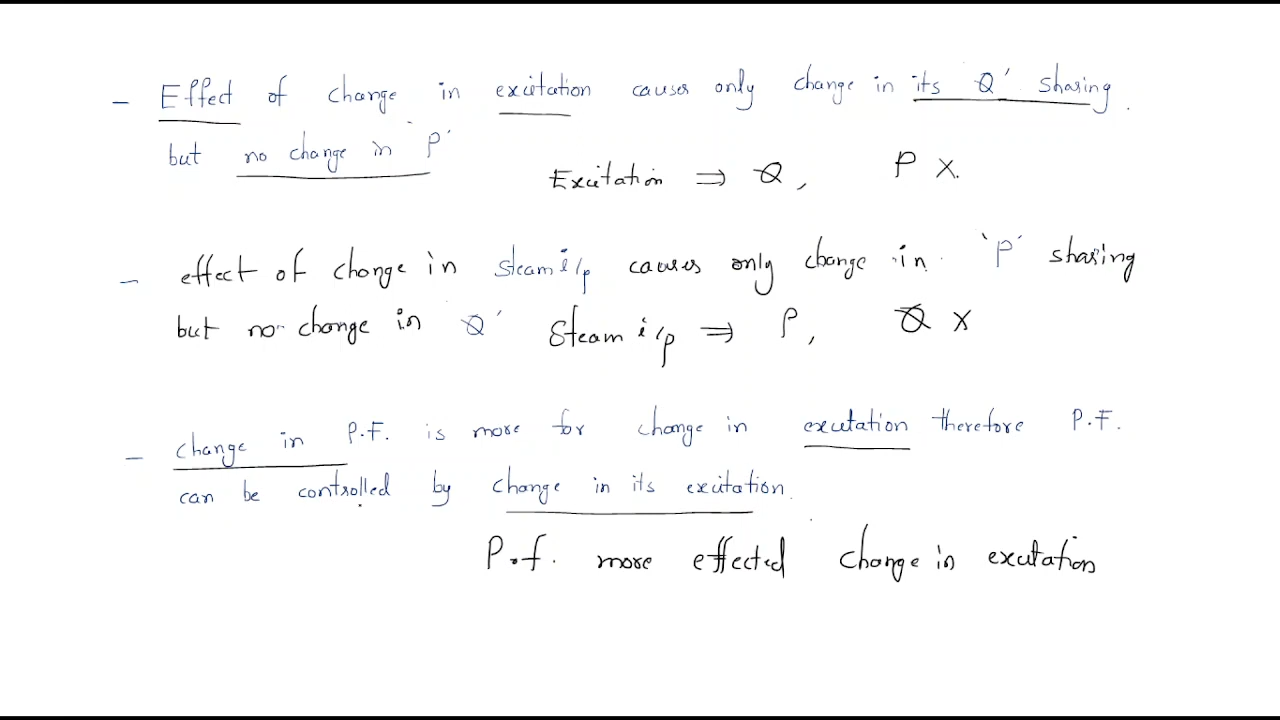 - Effect of change in excitation causes only change in its 'Q' sharing.
but no change in 'P'
Excitation ⇒ Q, P X.
- effect of change in steam i/p causes only change in 'P' sharing
but no change in 'Q' Steam i/p ⇒ P, Q X
- change in P.F. is more for change in excitation therefore P.F.
can be controlled by change in its excitation.
P.f. more effected change in excitation